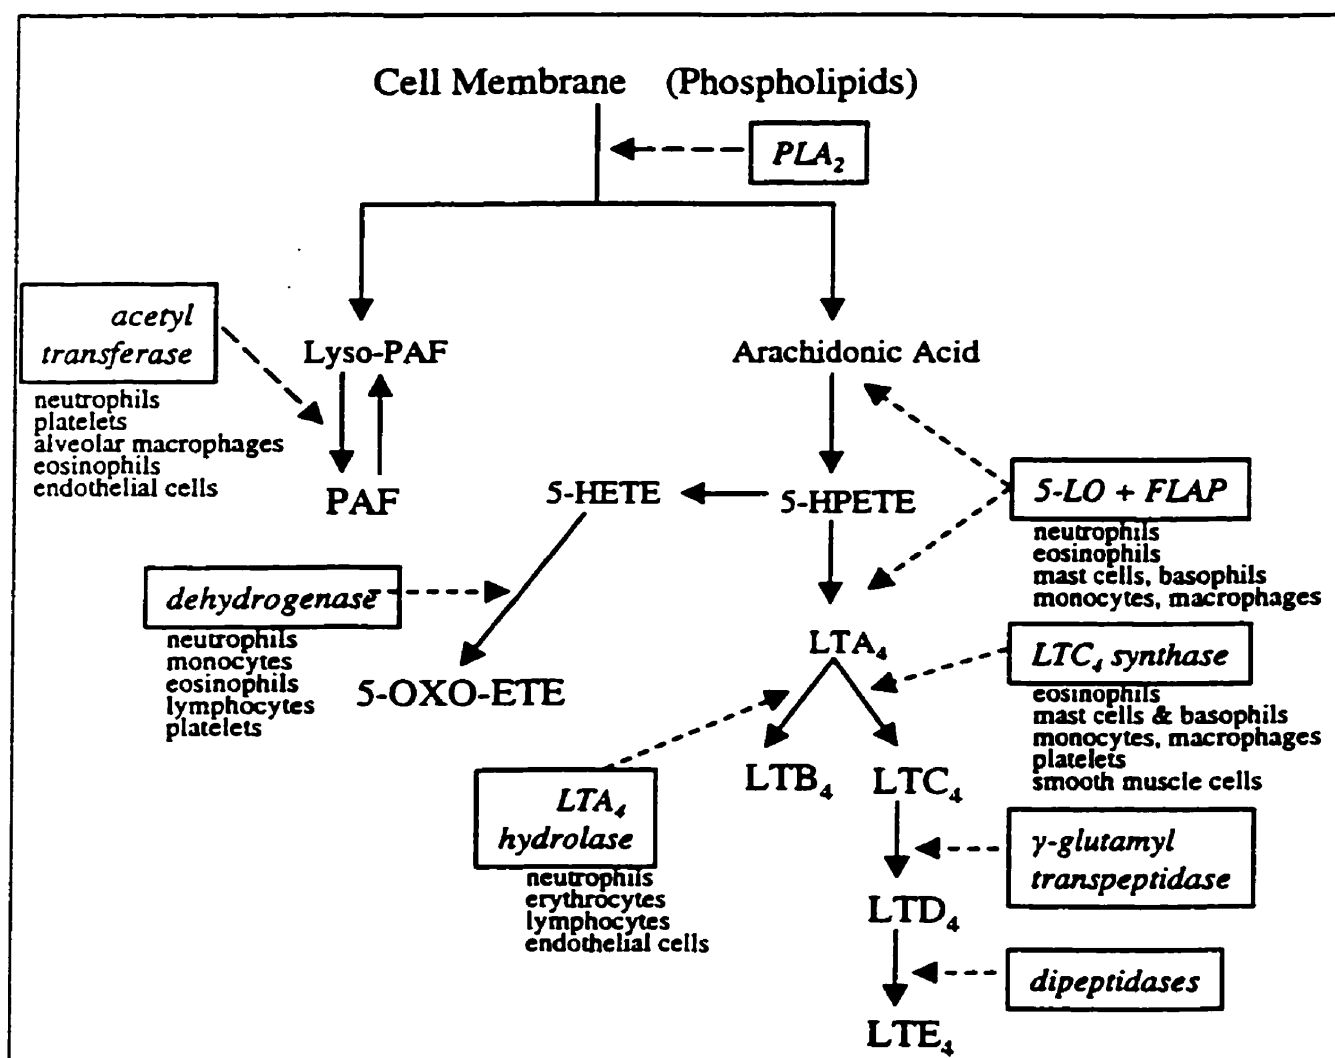 Cell Membrane (Phospholipids)
PLA₂
acetyl
transferase
neutrophils
platelets
alveolar macrophages
eosinophils
endothelial cells
Lyso-PAF
Arachidonic Acid
PAF
5-HETE
5-HPETE
5-LO + FLAP
neutrophils
eosinophils
mast cells, basophils
monocytes, macrophages
dehydrogenase
neutrophils
monocytes
eosinophils
lymphocytes
platelets
5-OXO-ETE
LTA₄
LTC₄ synthase
eosinophils
mast cells & basophils
monocytes, macrophages
platelets
smooth muscle cells
LTB₄
LTC₄
LTA₄
hydrolase
neutrophils
erythrocytes
lymphocytes
endothelial cells
γ-glutamyl
transpeptidase
LTD₄
dipeptidases
LTE₄